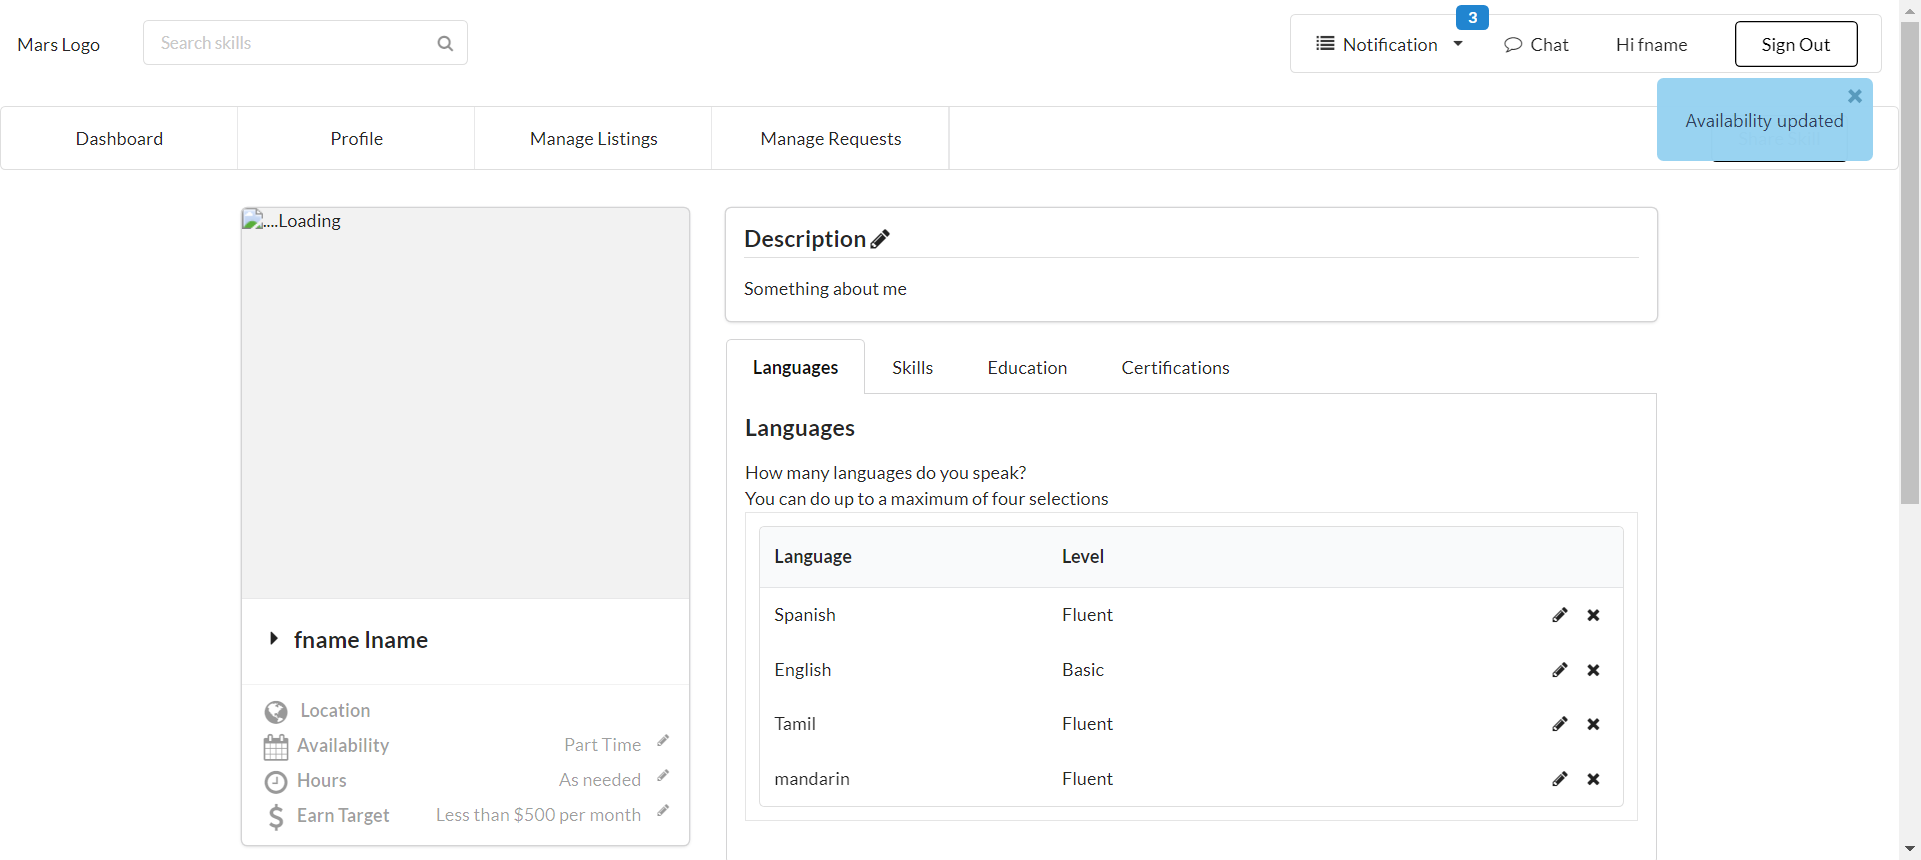 Mars Logo
Search skills
3
Notification
Chat
Hi fname
Sign Out
Availability updated
Dashboard
Profile
Manage Listings
Manage Requests
....Loading
fname lname
Location
Availability Part Time
Hours As needed
Earn Target Less than $500 per month
Description
Something about me
Languages Skills Education Certifications
Languages
How many languages do you speak?
You can do up to a maximum of four selections
Language Level
Spanish Fluent
English Basic
Tamil Fluent
mandarin Fluent